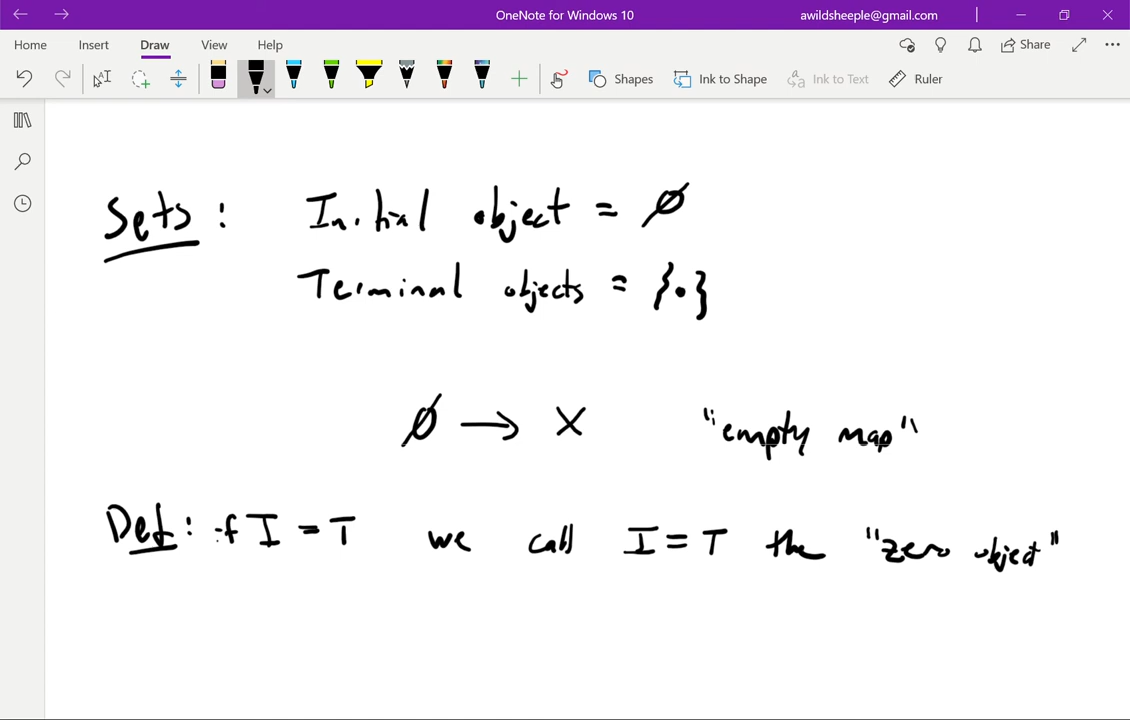 OneNote for Windows 10
awildsheeple@gmail.com
Home Insert Draw View Help
Share
Shapes Ink to Shape Ink to Text Ruler
Sets : Initial object = ∅
Terminal objects = {•}
∅ → X "empty map"
Def : if I = T we call I = T the "zero object"